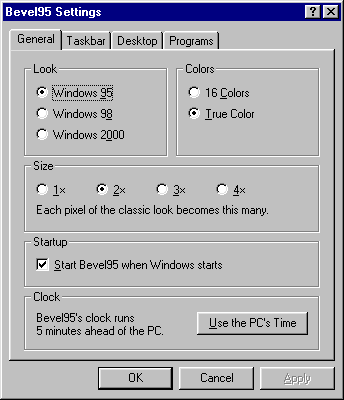 Bevel95 Settings
General Taskbar Desktop Programs
Look
Windows 95
Windows 98
Windows 2000
Colors
16 Colors
True Color
Size
1× 2× 3× 4×
Each pixel of the classic look becomes this many.
Startup
Start Bevel95 when Windows starts
Clock
Bevel95's clock runs
5 minutes ahead of the PC.
Use the PC's Time
OK Cancel Apply